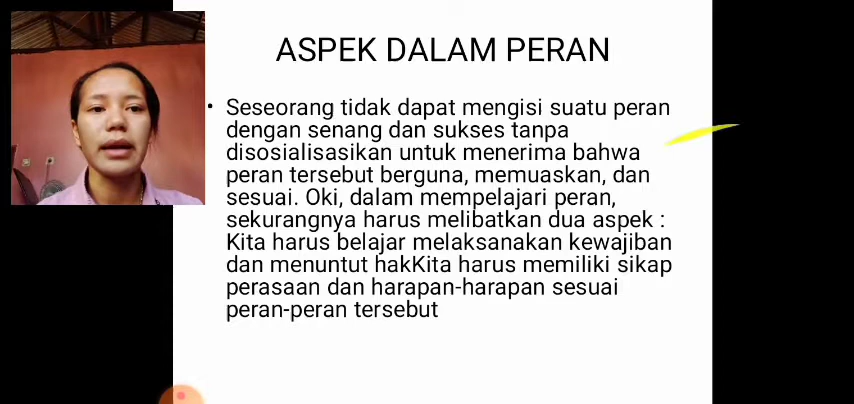 ASPEK DALAM PERAN
• Seseorang tidak dapat mengisi suatu peran
dengan senang dan sukses tanpa
disosialisasikan untuk menerima bahwa
peran tersebut berguna, memuaskan, dan
sesuai. Oki, dalam mempelajari peran,
sekurangnya harus melibatkan dua aspek :
Kita harus belajar melaksanakan kewajiban
dan menuntut hakKita harus memiliki sikap
perasaan dan harapan-harapan sesuai
peran-peran tersebut